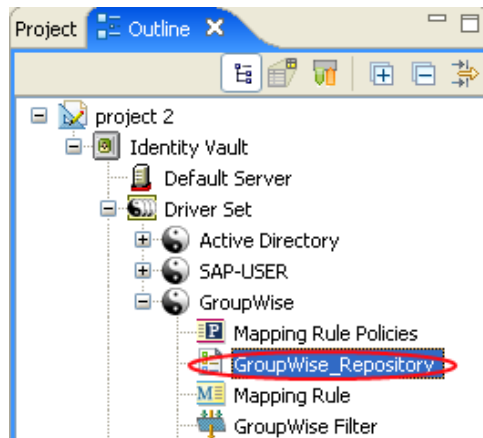 Project Outline
project 2
Identity Vault
Default Server
Driver Set
Active Directory
SAP-USER
GroupWise
P Mapping Rule Policies
GroupWise_Repository
M Mapping Rule
GroupWise Filter